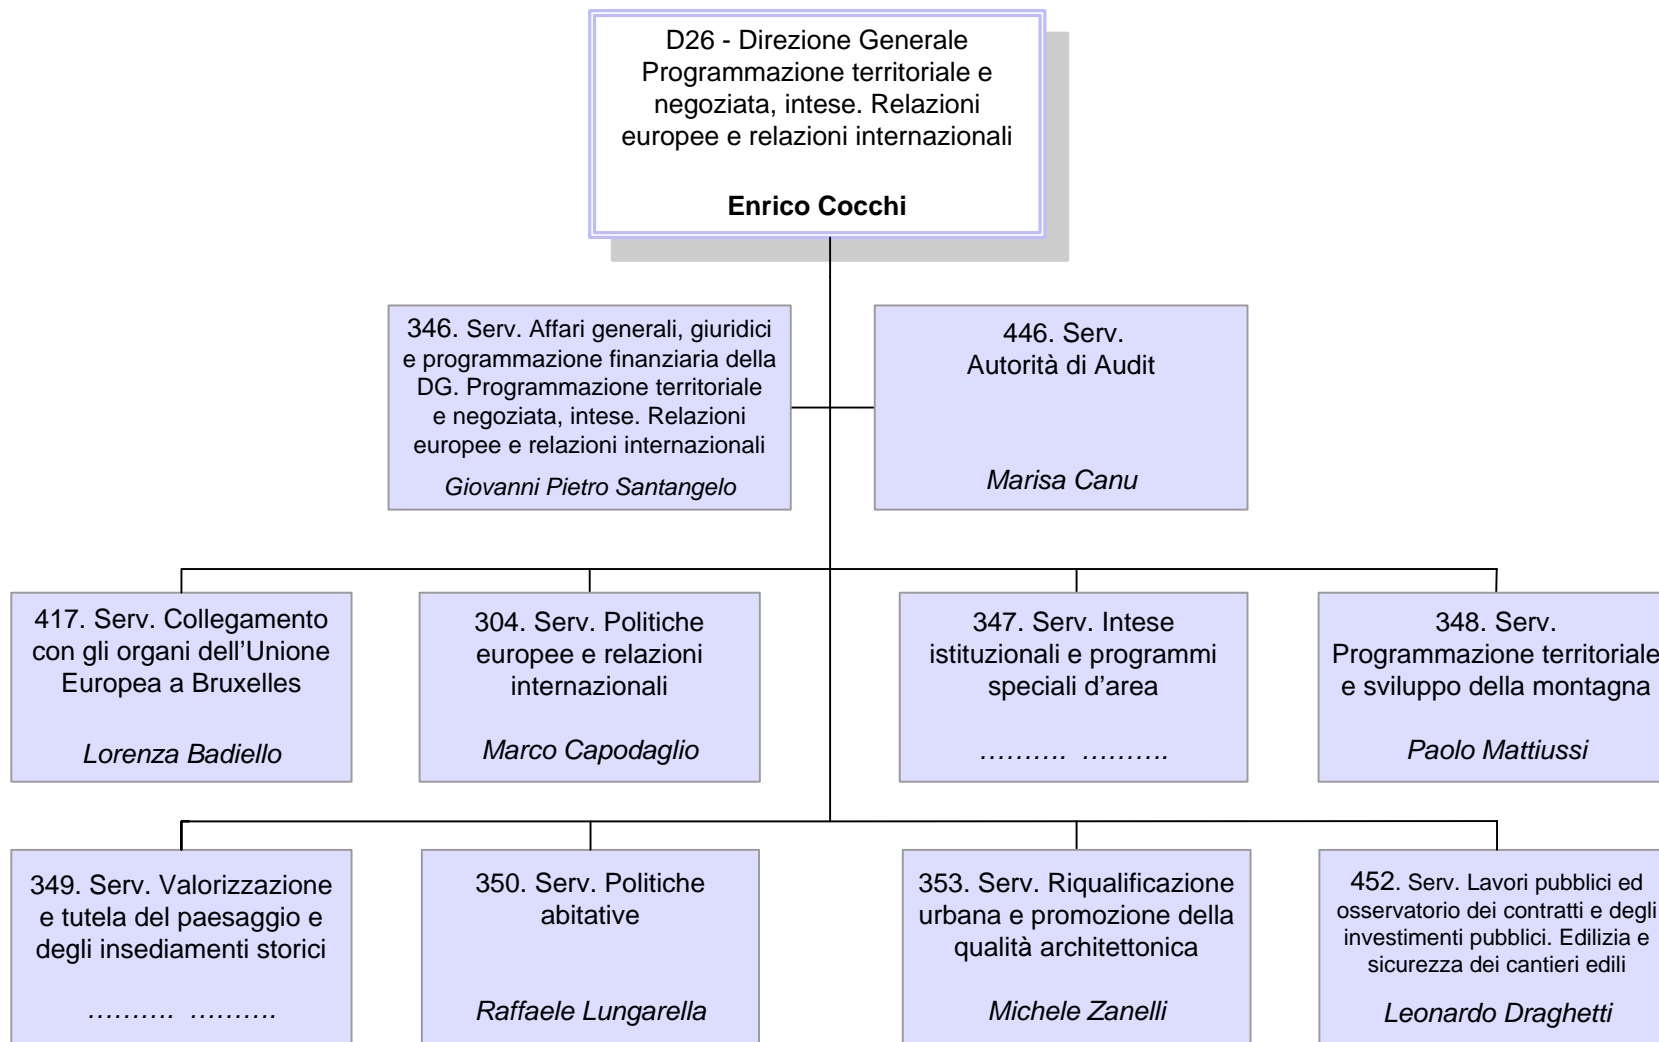 D26 - Direzione Generale
Programmazione territoriale e
negoziata, intese. Relazioni
europee e relazioni internazionali
Enrico Cocchi
346. Serv. Affari generali, giuridici
e programmazione finanziaria della
DG. Programmazione territoriale
e negoziata, intese. Relazioni
europee e relazioni internazionali
Giovanni Pietro Santangelo
446. Serv.
Autorità di Audit
Marisa Canu
417. Serv. Collegamento
con gli organi dell’Unione
Europea a Bruxelles
Lorenza Badiello
304. Serv. Politiche
europee e relazioni
internazionali
Marco Capodaglio
347. Serv. Intese
istituzionali e programmi
speciali d’area
………. ……….
348. Serv.
Programmazione territoriale
e sviluppo della montagna
Paolo Mattiussi
349. Serv. Valorizzazione
e tutela del paesaggio e
degli insediamenti storici
………. ……….
350. Serv. Politiche
abitative
Raffaele Lungarella
353. Serv. Riqualificazione
urbana e promozione della
qualità architettonica
Michele Zanelli
452. Serv. Lavori pubblici ed
osservatorio dei contratti e degli
investimenti pubblici. Edilizia e
sicurezza dei cantieri edili
Leonardo Draghetti